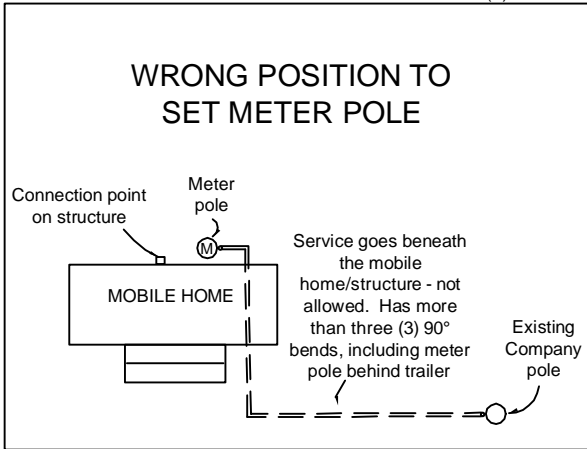 WRONG POSITION TO
SET METER POLE
Connection point
on structure
Meter
pole
M
Service goes beneath
the mobile
home/structure - not
allowed. Has more
than three (3) 90°
bends, including meter
pole behind trailer
MOBILE HOME
Existing
Company
pole